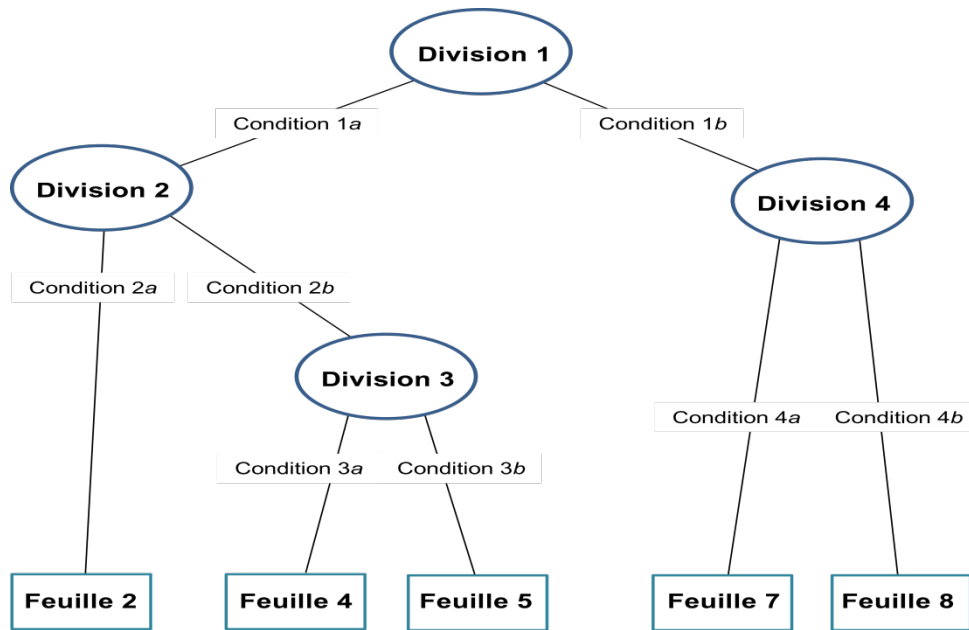 Division 1
Condition 1a
Condition 1b
Division 2
Division 4
Condition 2a
Condition 2b
Division 3
Condition 4a
Condition 4b
Condition 3a
Condition 3b
Feuille 2
Feuille 4
Feuille 5
Feuille 7
Feuille 8